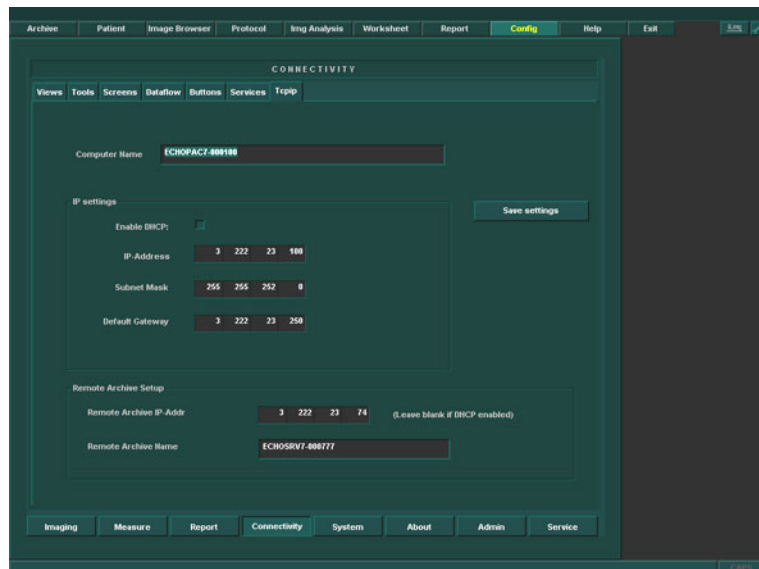 Archive Patient Image Browser Protocol Img Analysis Worksheet Report Config Help Exit
CONNECTIVITY
Views Tools Screens Dataflow Buttons Services Tcpip
Computer Name ECHOPAC7-000100
IP settings
Save settings
Enable DHCP:
IP-Address 3 222 23 100
Subnet Mask 255 255 252 0
Default Gateway 3 222 23 250
Remote Archive Setup
Remote Archive IP-Addr 3 222 23 74 (Leave blank if DHCP enabled)
Remote Archive Name ECHOSRV7-000777
Imaging Measure Report Connectivity System About Admin Service
CAPS